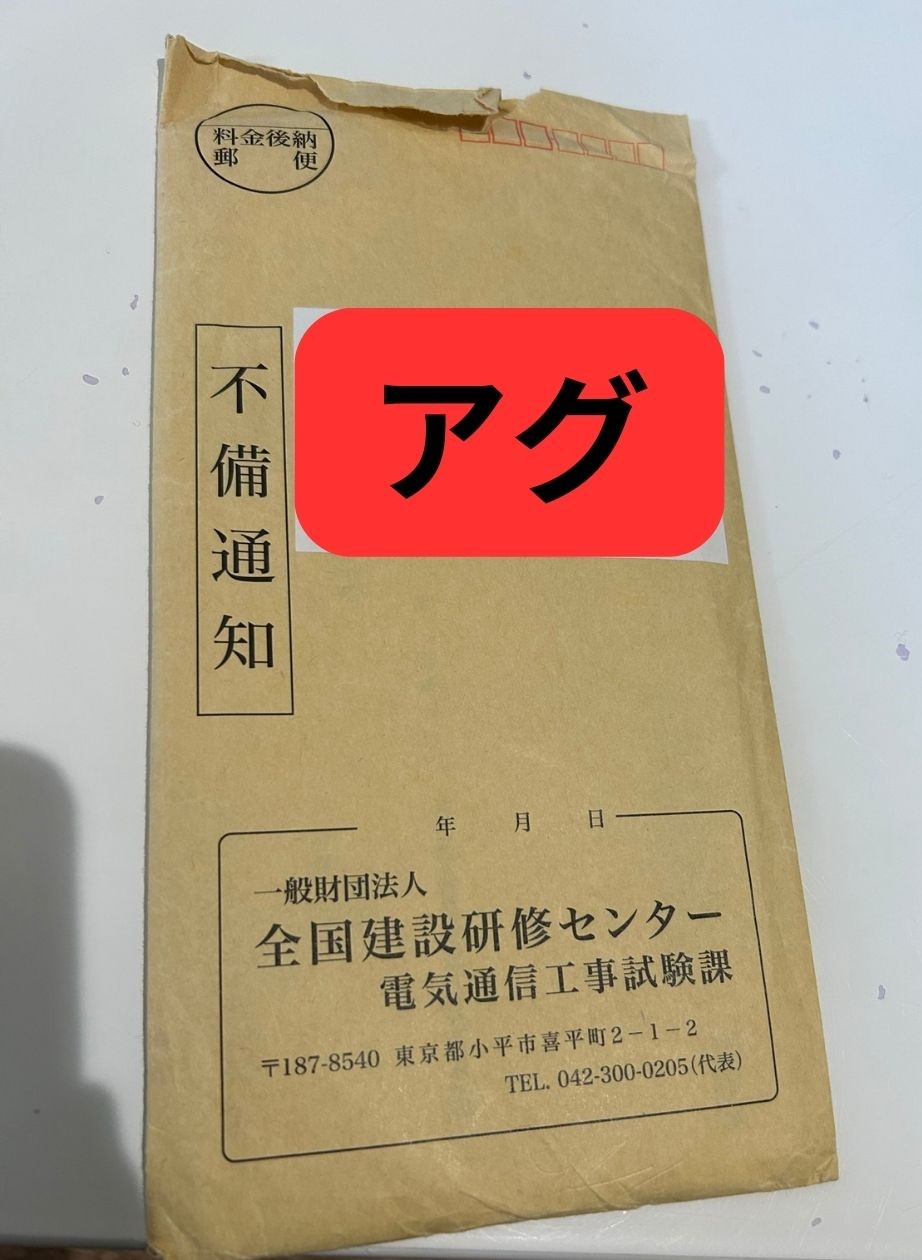 料金後納
郵便
アグ
不備通知
年 月 日
一般財団法人
全国建設研修センター
電気通信工事試験課
〒187-8540 東京都小平市喜平町2－1－2
TEL. 042-300-0205(代表)